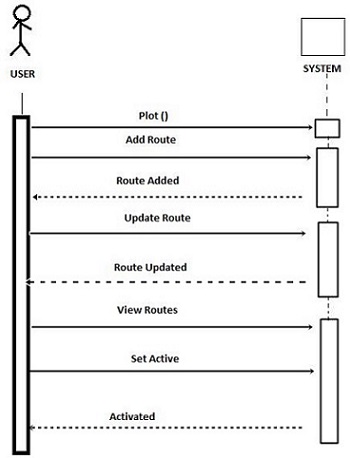 USER
SYSTEM
Plot ()
Add Route
Route Added
Update Route
Route Updated
View Routes
Set Active
Activated